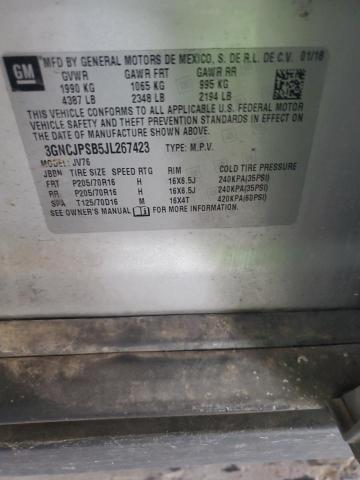 GM
MFD BY GENERAL MOTORS DE MEXICO, S. DE R.L. DE C.V. 01/18
GVWR GAWR FRT GAWR RR
1990 KG 1065 KG 995 KG
4387 LB 2348 LB 2194 LB
THIS VEHICLE CONFORMS TO ALL APPLICABLE U.S. FEDERAL MOTOR
VEHICLE SAFETY, BUMPER, AND THEFT PREVENTION STANDARDS IN
EFFECT ON THE DATE OF MANUFACTURE SHOWN ABOVE.
3GNCJPSB5JL267423 TYPE: M.P.V.
MODEL: JV76
JBBN TIRE SIZE SPEED RTG RIM COLD TIRE PRESSURE
FRT P205/70R16 H 16X6.5J 240KPA(35PSI)
RR P205/70R16 H 16X6.5J 240KPA(35PSI)
SPA T125/70D16 M 16X4T 420KPA(60PSI)
SEE OWNER'S MANUAL FOR MORE INFORMATION.